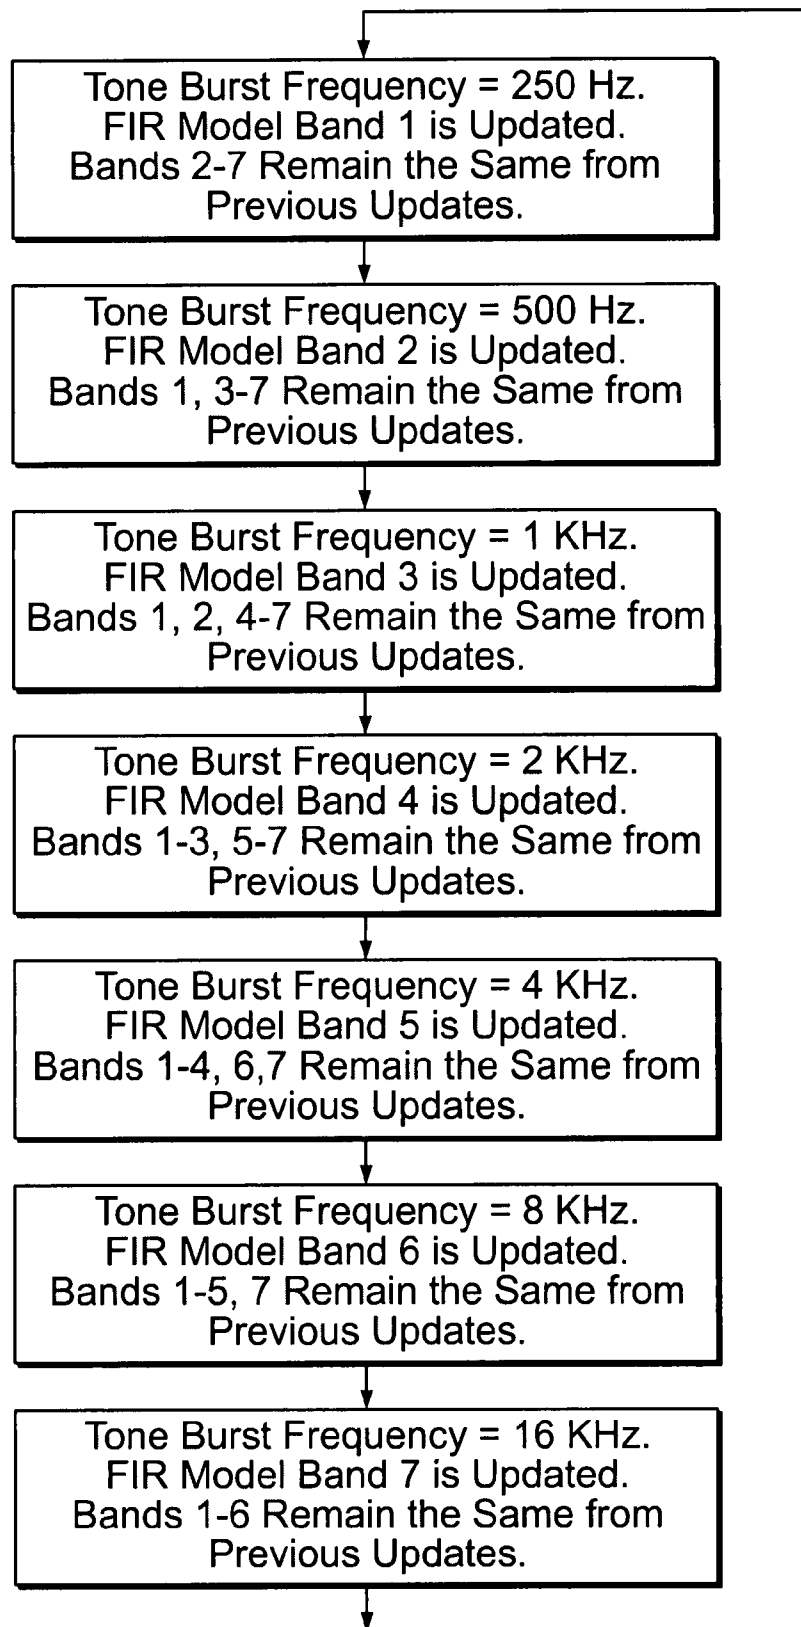 Tone Burst Frequency = 250 Hz.
FIR Model Band 1 is Updated.
Bands 2-7 Remain the Same from
Previous Updates.
Tone Burst Frequency = 500 Hz.
FIR Model Band 2 is Updated.
Bands 1, 3-7 Remain the Same from
Previous Updates.
Tone Burst Frequency = 1 KHz.
FIR Model Band 3 is Updated.
Bands 1, 2, 4-7 Remain the Same from
Previous Updates.
Tone Burst Frequency = 2 KHz.
FIR Model Band 4 is Updated.
Bands 1-3, 5-7 Remain the Same from
Previous Updates.
Tone Burst Frequency = 4 KHz.
FIR Model Band 5 is Updated.
Bands 1-4, 6,7 Remain the Same from
Previous Updates.
Tone Burst Frequency = 8 KHz.
FIR Model Band 6 is Updated.
Bands 1-5, 7 Remain the Same from
Previous Updates.
Tone Burst Frequency = 16 KHz.
FIR Model Band 7 is Updated.
Bands 1-6 Remain the Same from
Previous Updates.